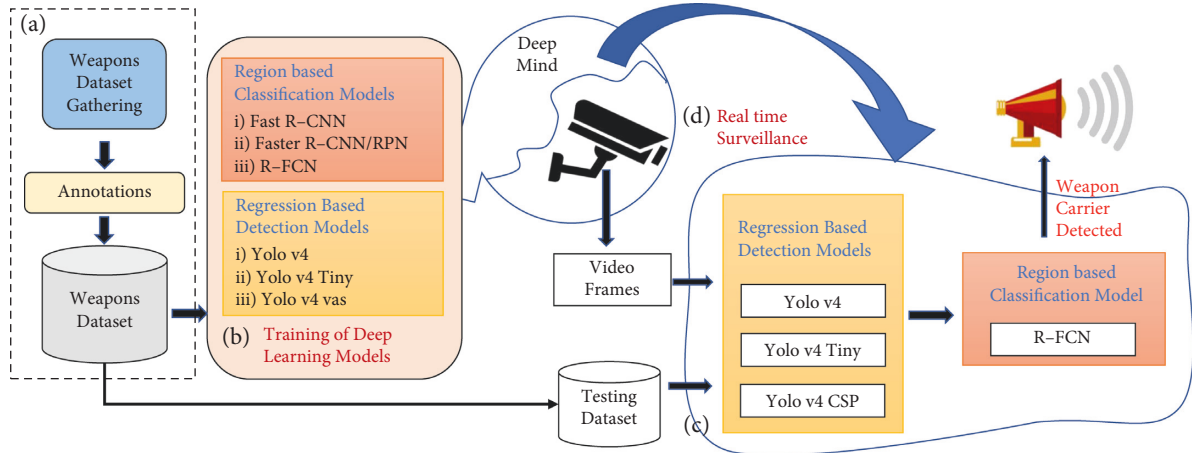 (a)
Weapons
Dataset
Gathering
Annotations
Weapons
Dataset
Region based
Classification Models
i) Fast R–CNN
ii) Faster R–CNN/RPN
iii) R–FCN
Regression Based
Detection Models
i) Yolo v4
ii) Yolo v4 Tiny
iii) Yolo v4 vas
(b)
Training of Deep
Learning Models
Deep
Mind
(d)
Real time
Surveillance
Video
Frames
Testing
Dataset
(c)
Regression Based
Detection Models
Yolo v4
Yolo v4 Tiny
Yolo v4 CSP
Region based
Classification Model
R–FCN
Weapon
Carrier
Detected